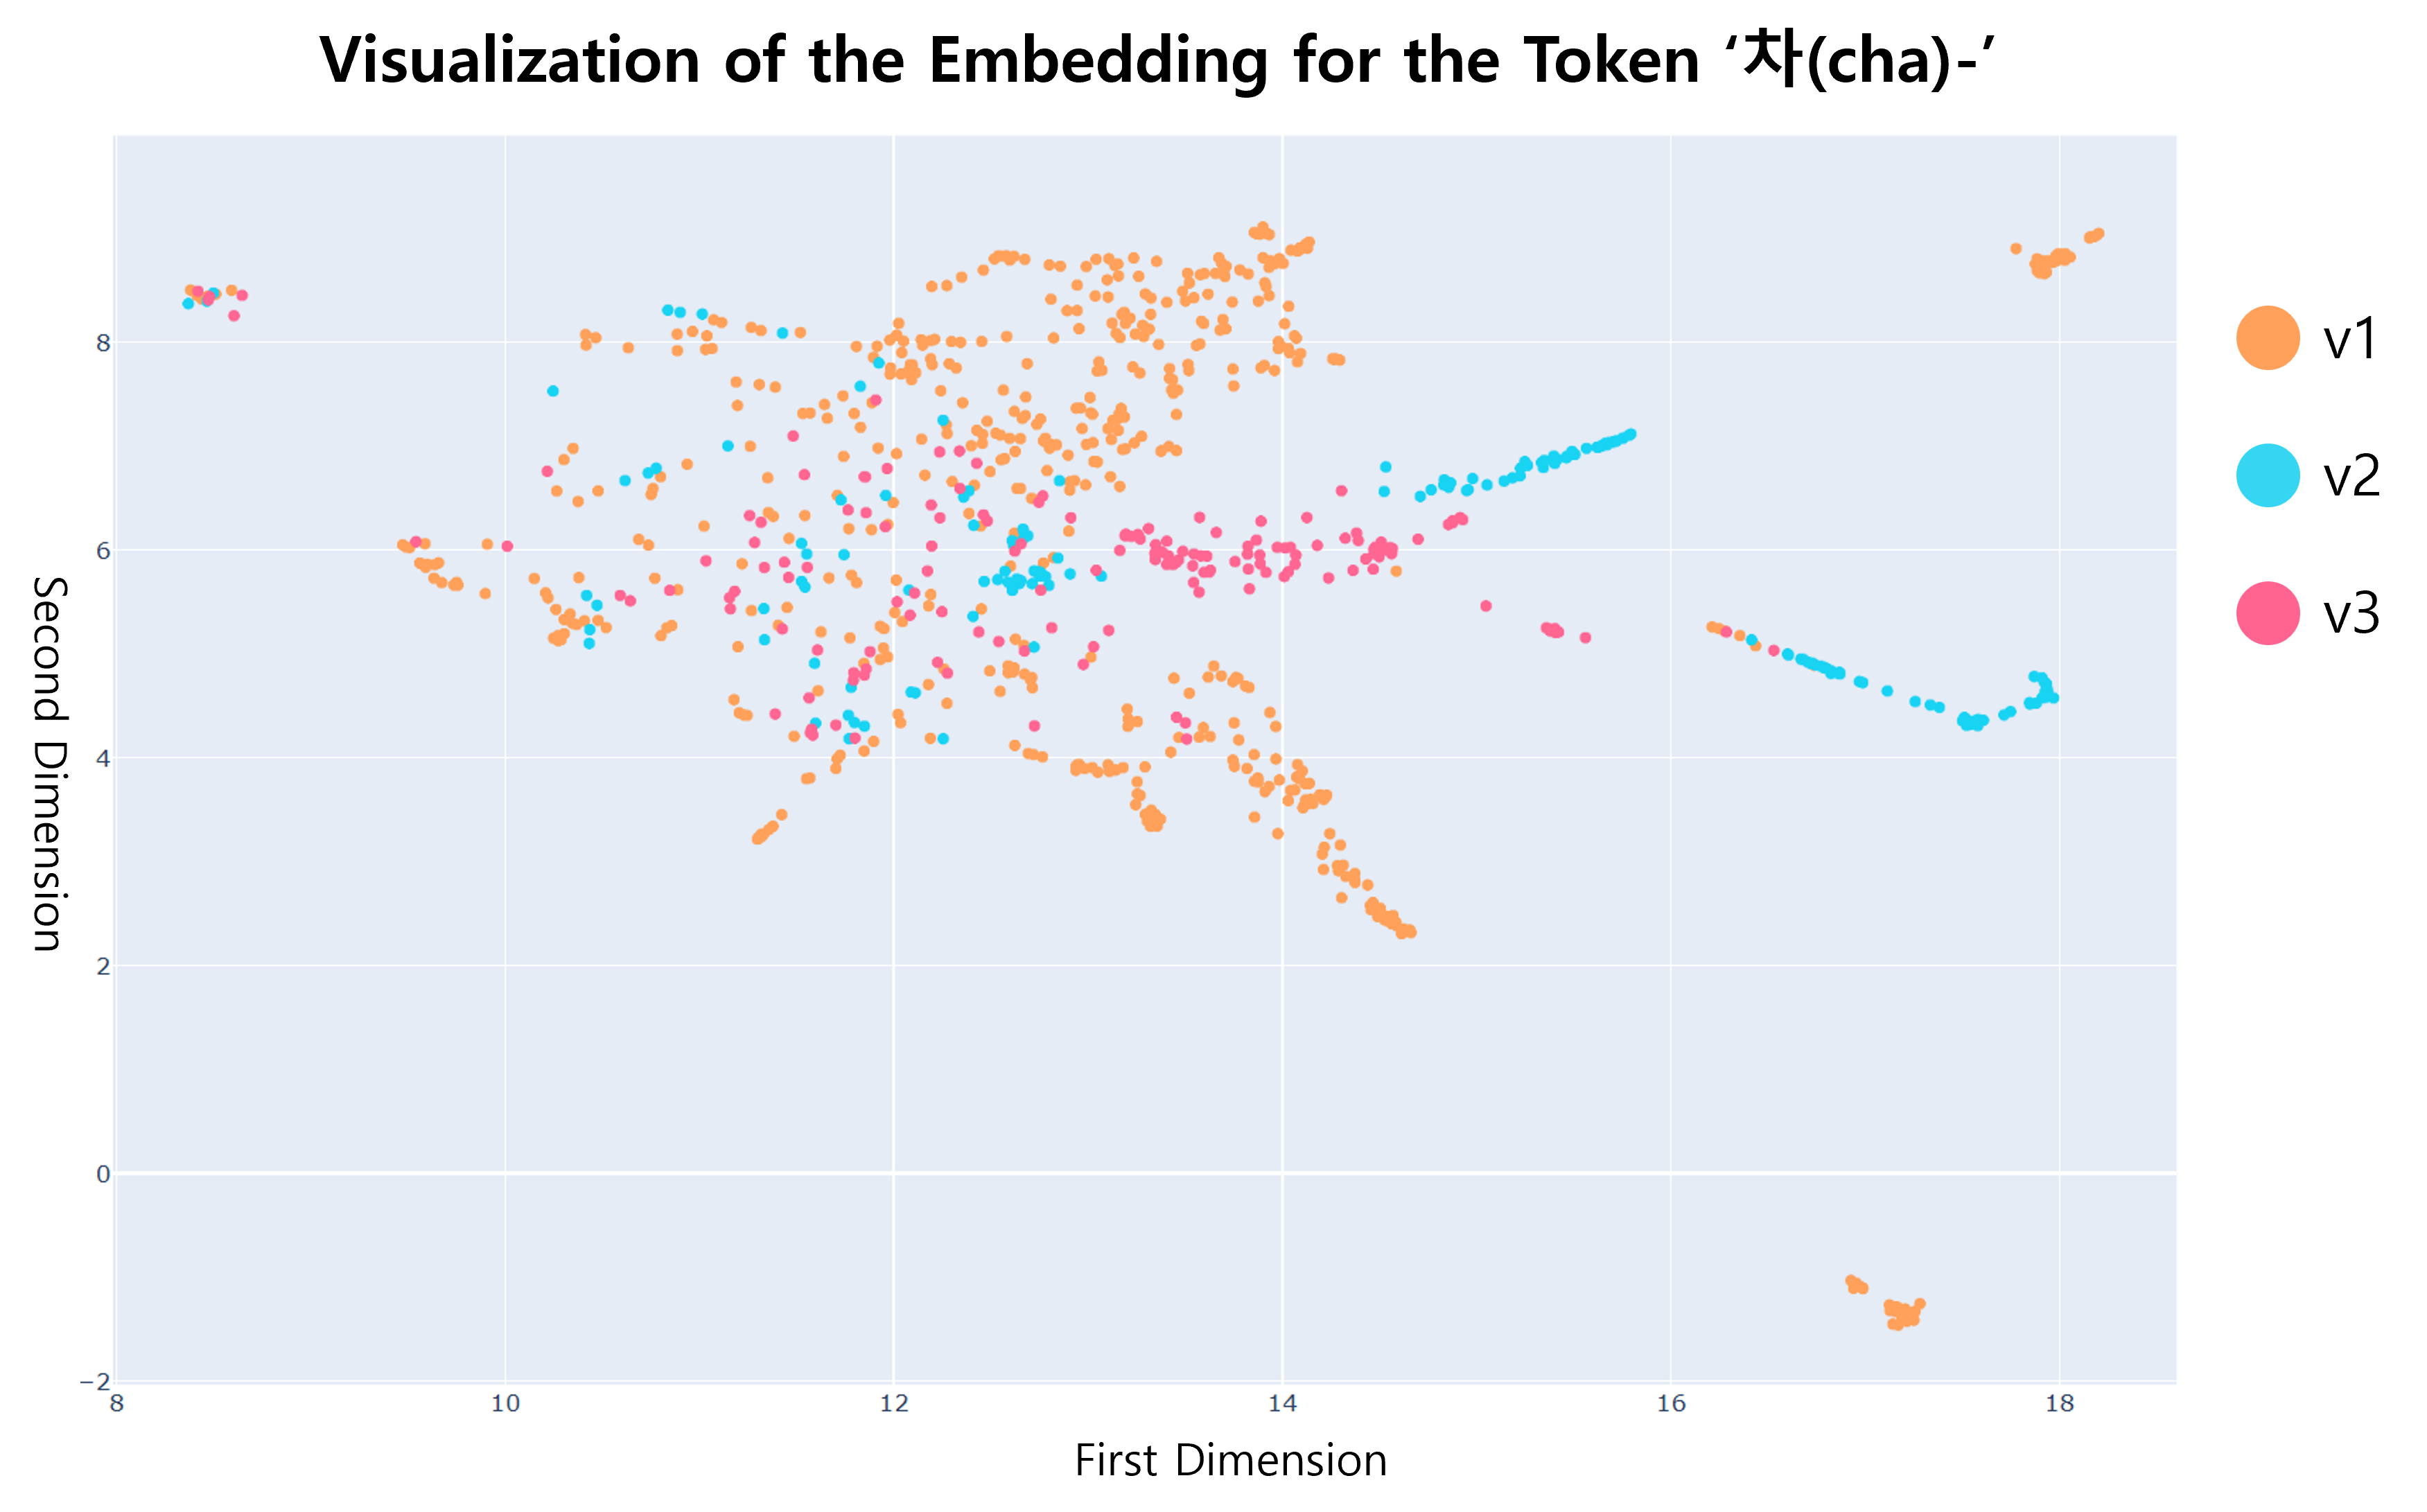 Visualization of the Embedding for the Token ‘차(cha)-’
8
6
4
2
0
−2
8 10 12 14 16 18
First Dimension
Second Dimension
v1
v2
v3